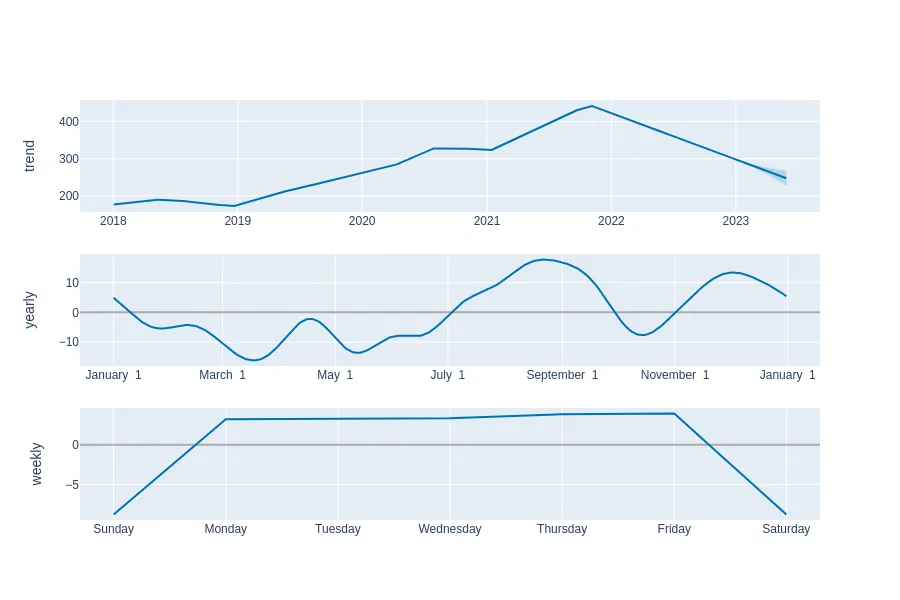 trend
400
300
200
2018 2019 2020 2021 2022 2023
yearly
10
0
−10
January 1 March 1 May 1 July 1 September 1 November 1 January 1
weekly
0
−5
Sunday Monday Tuesday Wednesday Thursday Friday Saturday